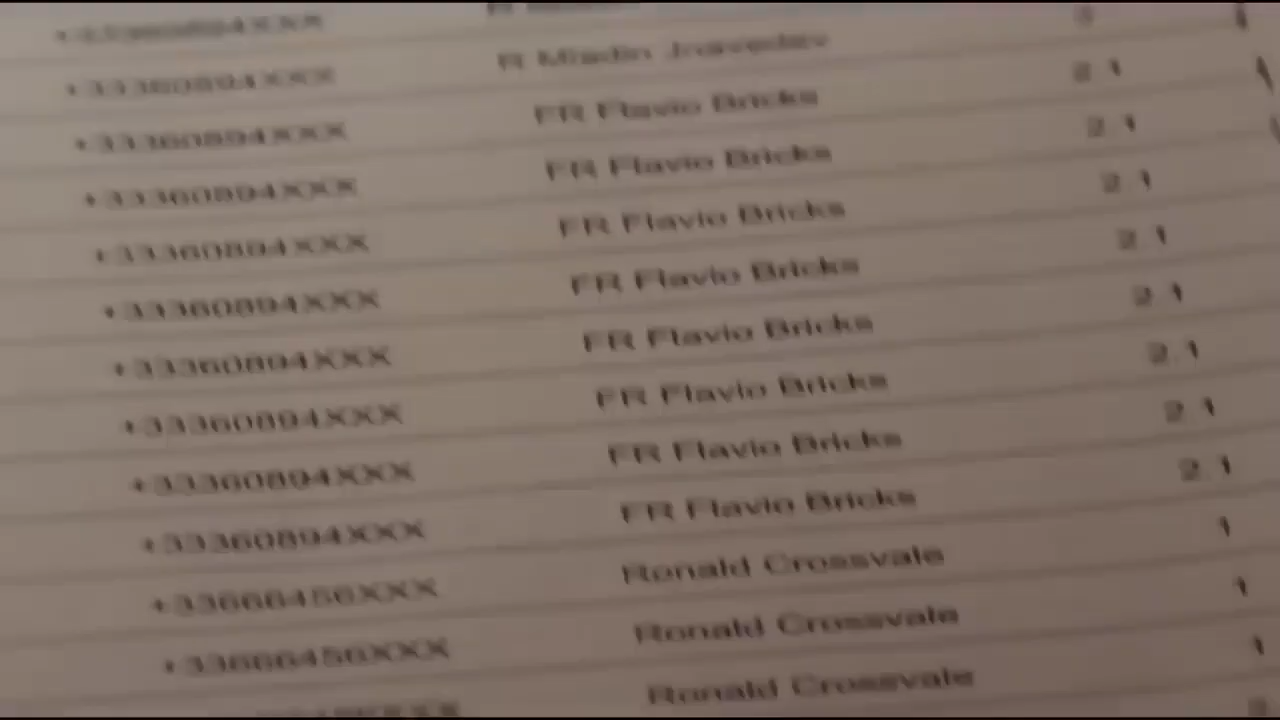 +33360894XXX
+33360894XXX R
+33360894XXX FR Flavio Bricks 2 1
+33360894XXX FR Flavio Bricks 2 1
+33360894XXX FR Flavio Bricks 2 1
+33360894XXX FR Flavio Bricks 2 1
+33360894XXX FR Flavio Bricks 2 1
+33360894XXX FR Flavio Bricks 2 1
+33360894XXX FR Flavio Bricks 2 1
+33360894XXX FR Flavio Bricks 2 1
+33666456XXX Ronald Crossvale 1
+33666456XXX Ronald Crossvale 1
Ronald Crossvale 1